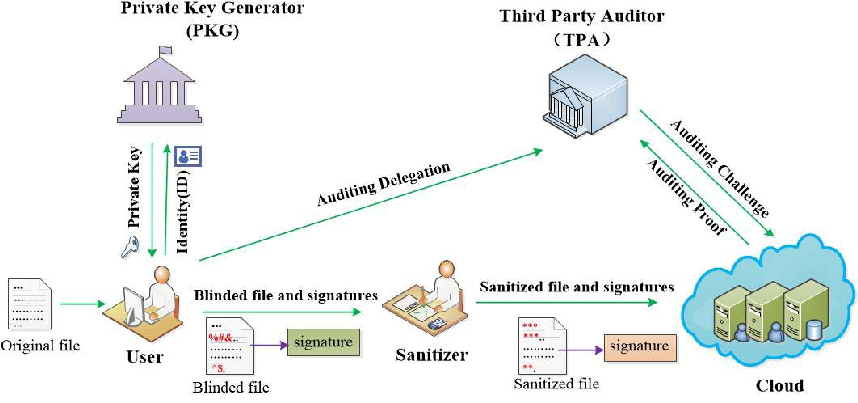 Private Key Generator
(PKG)
Third Party Auditor
（TPA）
Private Key
Identity(ID)
Auditing Delegation
Auditing Challenge
Auditing Proof
Original file
User
Blinded file and signatures
%#&..
^$.
signature
Blinded file
Sanitizer
Sanitized file and signatures
***
***.
**.
signature
Sanitized file
Cloud